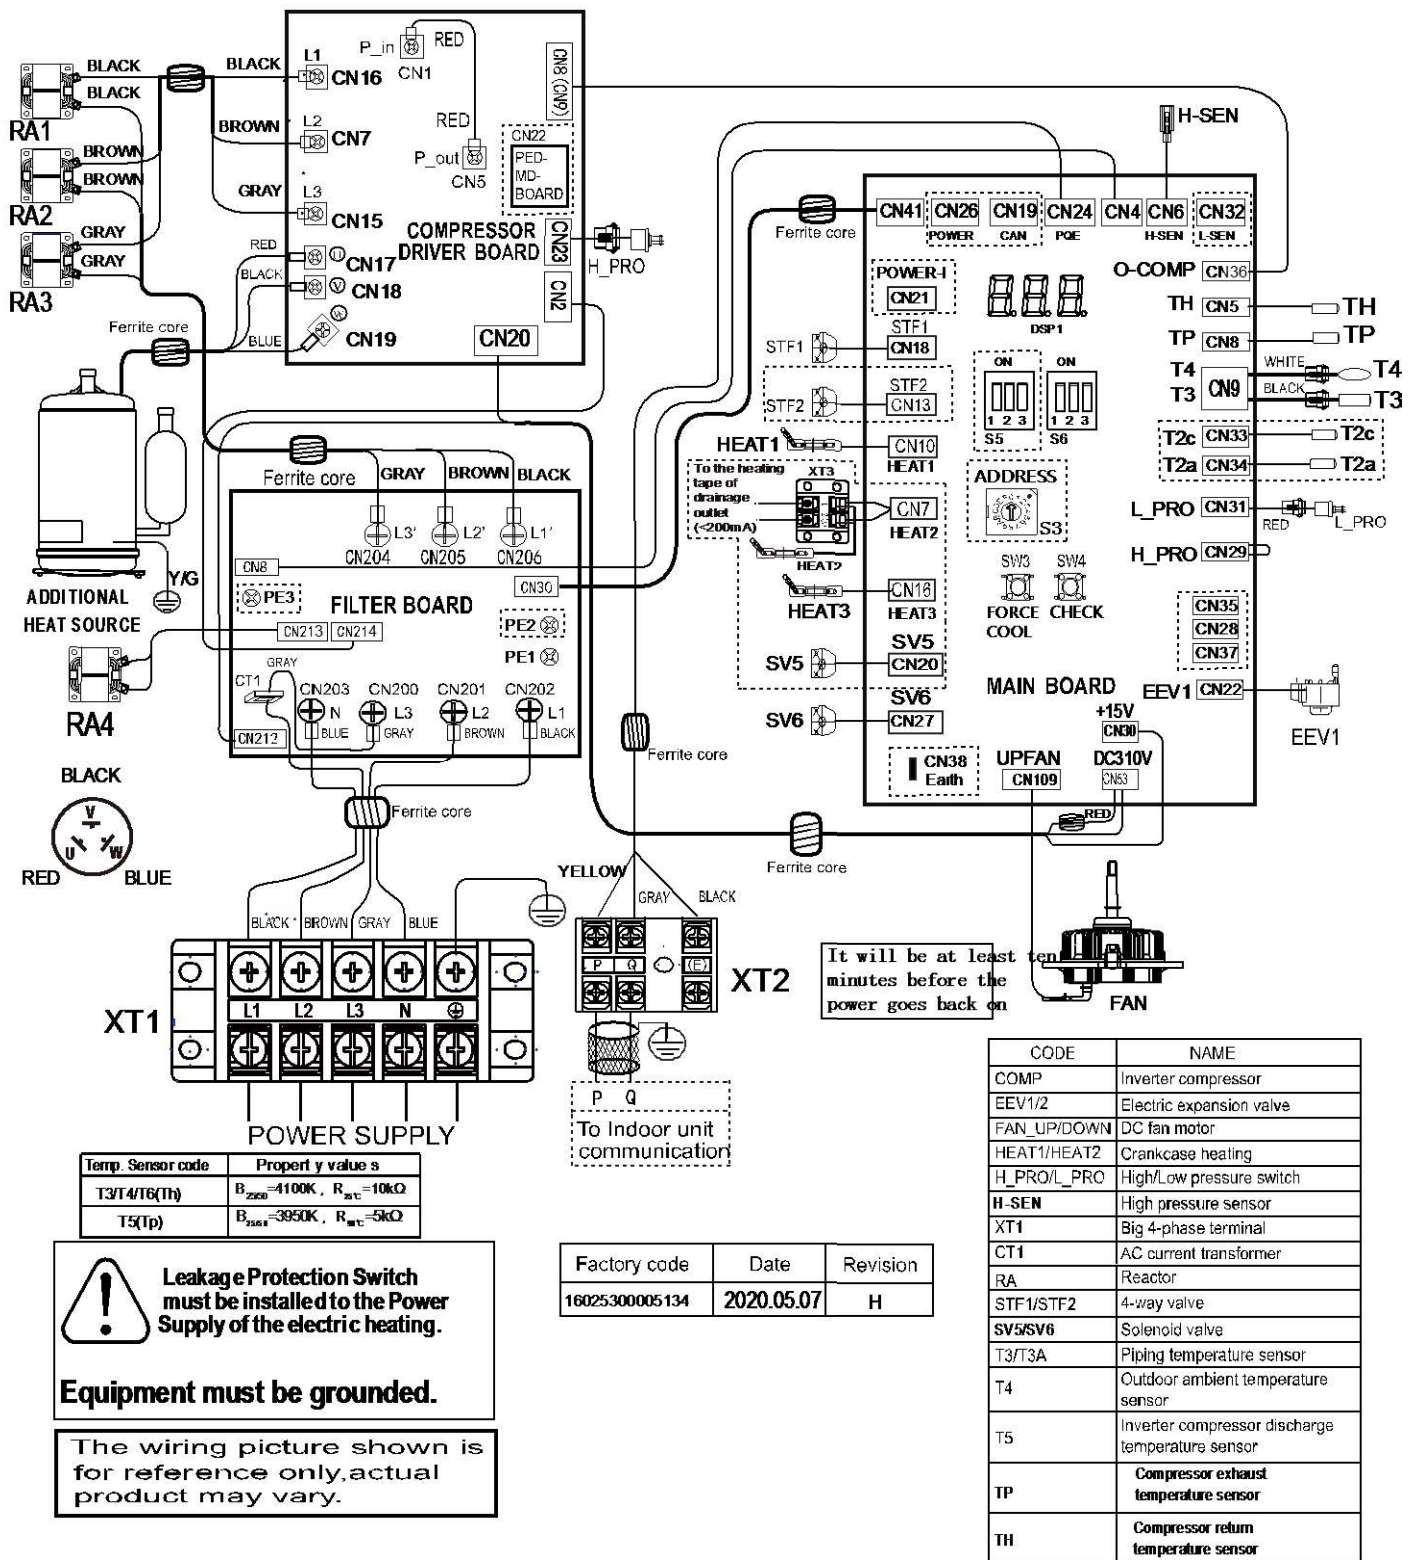 BLACK
BLACK
RA1
BROWN
BROWN
RA2
GRAY
GRAY
RA3
BLACK
BROWN
GRAY
L1
CN16
L2
CN7
L3
CN15
P_in
CN1
RED
RED
P_out
CN5
CN8 (CN9)
CN22
PED-
MD-
BOARD
COMPRESSOR
DRIVER BOARD
CN23
H_PRO
RED
U
CN17
BLACK
V
CN18
BLUE
W
CN19
CN2
CN20
Ferrite core
ADDITIONAL
HEAT SOURCE
Y/G
Ferrite core
GRAY
BROWN
BLACK
L3'
L2'
L1'
CN204
CN205
CN206
CN8
CN30
PE3
FILTER BOARD
PE2
CN213
CN214
PE1
RA4
GRAY
CT1
CN203
CN200
CN201
CN202
N
L3
L2
L1
BLUE
GRAY
BROWN
BLACK
CN212
Ferrite core
BLACK
V
U
W
RED
BLUE
BLACK
BROWN
GRAY
BLUE
XT1
L1
L2
L3
N
POWER SUPPLY
Ferrite core
YELLOW
GRAY
BLACK
P
Q
(E)
XT2
P
Q
To Indoor unit
communication
Ferrite core
H-SEN
Ferrite core
CN41
CN26
CN19
CN24
CN4
CN6
CN32
POWER
CAN
PQE
H-SEN
L-SEN
POWER-I
CN21
DSP1
O-COMP
CN36
TH
CN5
TH
TP
CN8
TP
STF1
STF1
CN18
T4
T3
CN9
WHITE
T4
BLACK
T3
STF2
STF2
CN13
ON
1 2 3
S5
ON
1 2 3
S6
T2c
CN33
T2c
T2a
CN34
T2a
HEAT1
CN10
HEAT1
To the heating
tape of
drainage
outlet
(<200mA)
XT3
CN7
HEAT2
HEAT2
ADDRESS
S3
L_PRO
CN31
RED
L_PRO
H_PRO
CN29
SW3
SW4
FORCE
COOL
CHECK
HEAT3
CN16
HEAT3
CN35
CN28
CN37
SV5
SV5
CN20
MAIN BOARD
EEV1
CN22
EEV1
SV6
SV6
CN27
+15V
CN30
CN38
Earth
UPFAN
CN109
DC310V
CN53
RED
FAN
It will be at least ten
minutes before the
power goes back on
CODE
NAME
COMP
Inverter compressor
EEV1/2
Electric expansion valve
FAN_UP/DOWN
DC fan motor
HEAT1/HEAT2
Crankcase heating
H_PRO/L_PRO
High/Low pressure switch
H-SEN
High pressure sensor
XT1
Big 4-phase terminal
CT1
AC current transformer
RA
Reactor
STF1/STF2
4-way valve
SV5/SV6
Solenoid valve
T3/T3A
Piping temperature sensor
T4
Outdoor ambient temperature
sensor
T5
Inverter compressor discharge
temperature sensor
TP
Compressor exhaust
temperature sensor
TH
Compressor return
temperature sensor
Temp. Sensor code
Propert y value s
T3/T4/T6(Th)
B25/50=4100K, R25℃=10kΩ
T5(Tp)
=3950K, R90℃=5kΩ
Leakage Protection Switch
must be installed to the Power
Supply of the electric heating.
Equipment must be grounded.
The wiring picture shown is
for reference only,actual
product may vary.
Factory code
Date
Revision
16025300005134
2020.05.07
H